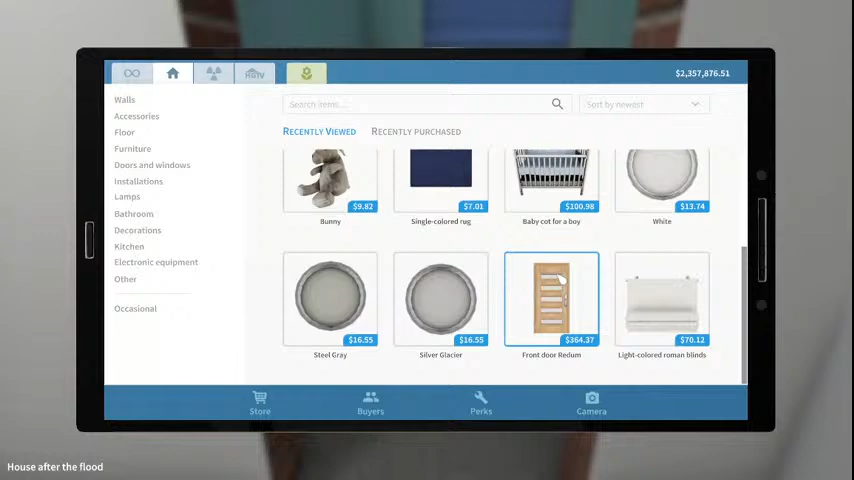 HGTV
$2,357,876.51
Search items...
Sort by newest
Walls
Accessories
Floor
Furniture
Doors and windows
Installations
Lamps
Bathroom
Decorations
Kitchen
Electronic equipment
Other
Occasional
RECENTLY VIEWED
RECENTLY PURCHASED
$9.82
$7.01
$100.98
$13.74
Bunny
Single-colored rug
Baby cot for a boy
White
$16.55
$16.55
$364.37
$70.12
Steel Gray
Silver Glacier
Front door Redum
Light-colored roman blinds
Store
Buyers
Perks
Camera
House after the flood